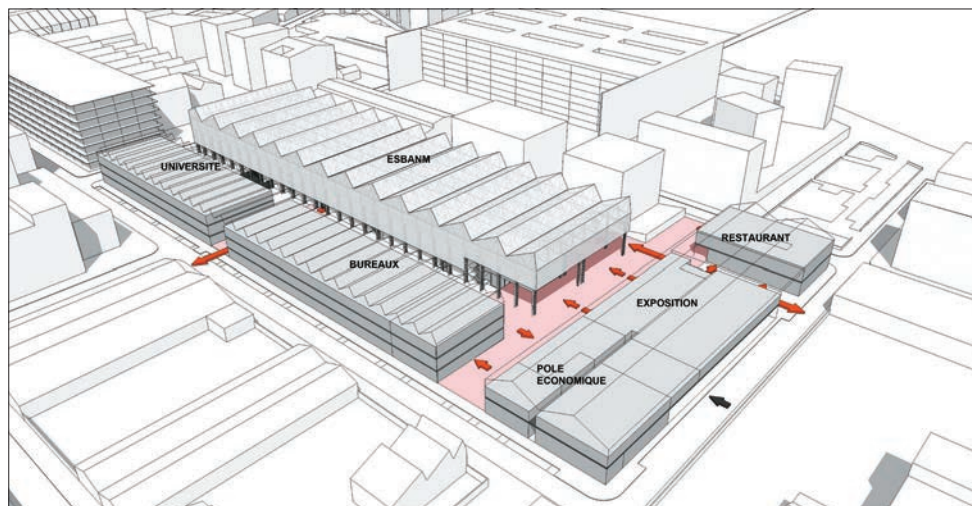 ESBANM
UNIVERSITE
RESTAURANT
BUREAUX
EXPOSITION
POLE
ECONOMIQUE